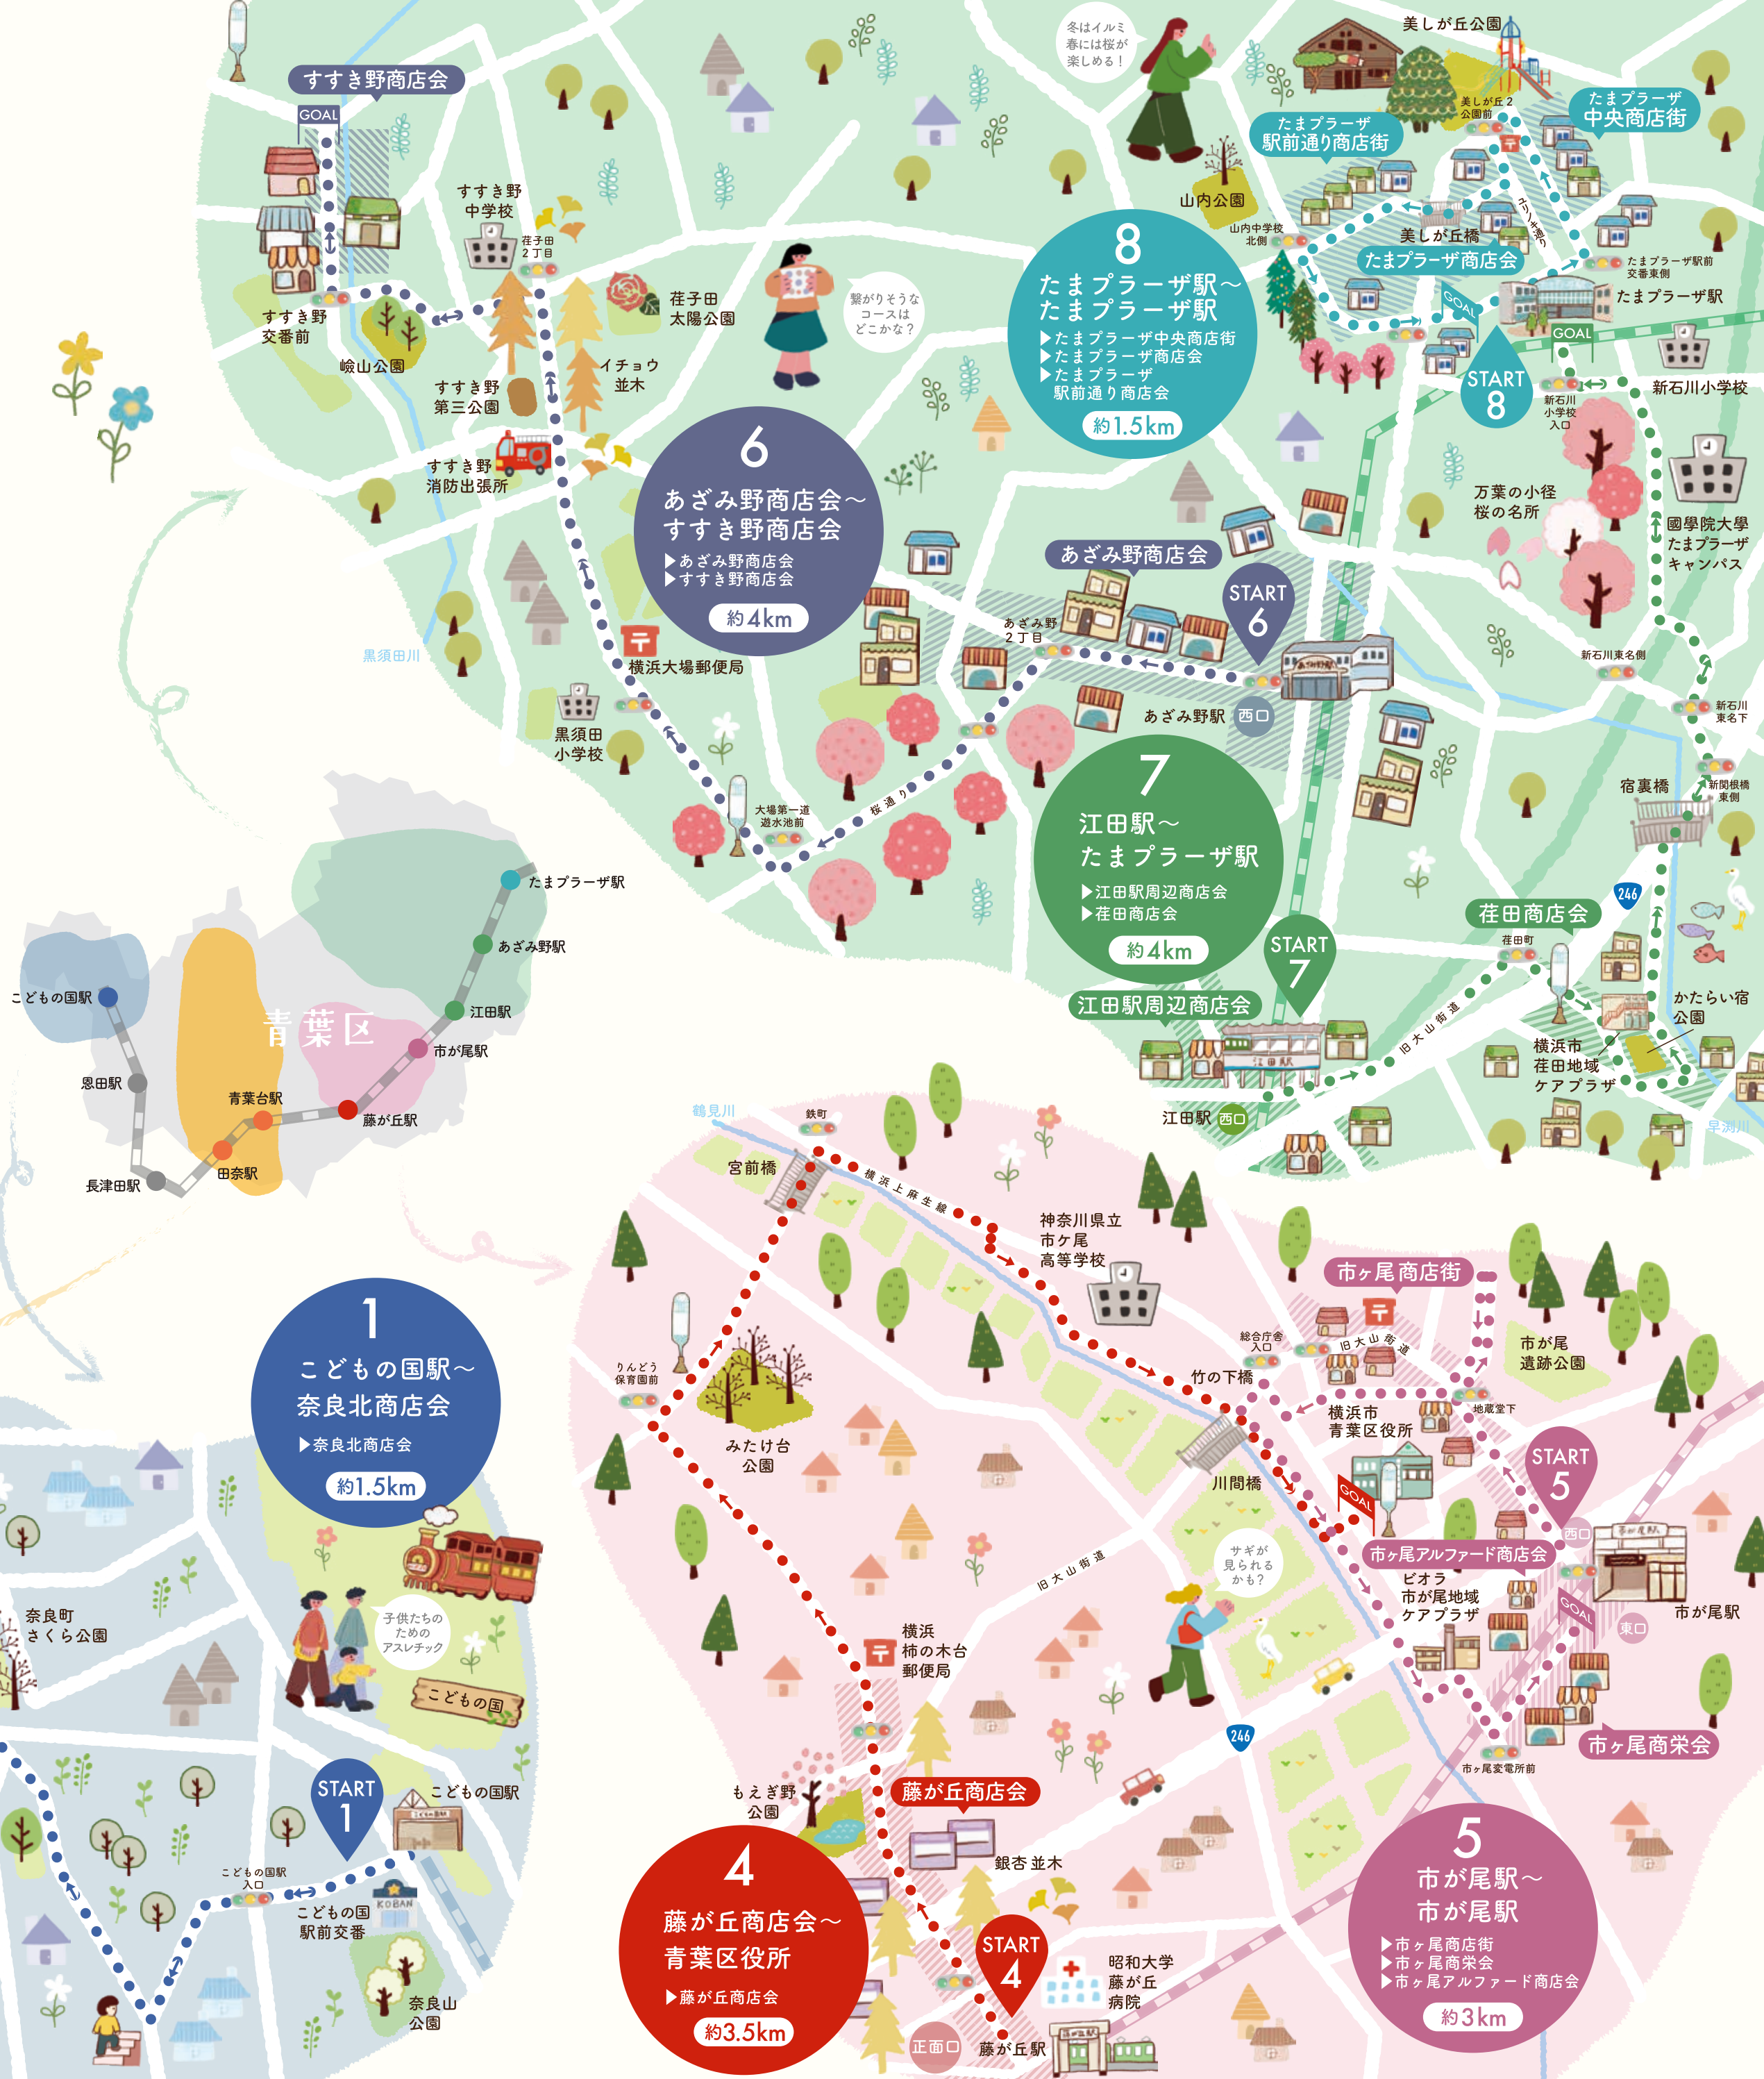 すすき野商店会
GOAL
すすき野
中学校
荏子田
2丁目
荏子田
太陽公園
すすき野
交番前
嶮山公園
イチョウ
並木
すすき野
第三公園
すすき野
消防出張所
黒須田川
横浜大場郵便局
黒須田
小学校
大場第一遊
遊水池前
桜通り
繋がりそうな
コースは
どこかな?
6
あざみ野商店会〜
すすき野商店会
▶あざみ野商店会
▶すすき野商店会
約4km
あざみ野商店会
START
6
あざみ野
2丁目
あざみ野駅
あざみ野駅 西口
冬はイルミ
春には桜が
楽しめる!
美しが丘公園
美しが丘2
公園前
たまプラーザ
中央商店街
たまプラーザ
駅前通り商店街
山内公園
山内中学校
北側
美しが丘橋
ユリノキ通り
たまプラーザ商店会
たまプラーザ駅前
交番東側
たまプラーザ駅
GOAL
GOAL
START
8
8
たまプラーザ駅〜
たまプラーザ駅
▶たまプラーザ中央商店街
▶たまプラーザ商店会
▶たまプラーザ
駅前通り商店会
約1.5km
新石川
小学校
入口
新石川小学校
万葉の小径
桜の名所
國學院大學
たまプラーザ
キャンパス
新石川東名側
新石川
東名下
新関根橋
東側
宿裏橋
246
荏田商店会
荏田町
かたらい宿
公園
横浜市
荏田地域
ケアプラザ
早渕川
旧大山街道
7
江田駅〜
たまプラーザ駅
▶江田駅周辺商店会
▶荏田商店会
約4km
START
7
江田駅周辺商店会
江田駅
江田駅 西口
青葉区
たまプラーザ駅
あざみ野駅
江田駅
市が尾駅
藤が丘駅
青葉台駅
田奈駅
長津田駅
恩田駅
こどもの国駅
1
こどもの国駅〜
奈良北商店会
▶奈良北商店会
約1.5km
子供たちの
ための
アスレチック
こどもの国
奈良町
さくら公園
START
1
こどもの国駅
こどもの国駅
入口
こどもの国
駅前交番
KOBAN
奈良山
公園
鶴見川
鉄町
宮前橋
横浜上麻生線
神奈川県立
市ケ尾
高等学校
りんどう
保育園前
みたけ台
公園
竹の下橋
総合庁舎
入口
川間橋
旧大山街道
サギが
見られる
かも?
横浜
柿の木台
郵便局
246
もえぎ野
公園
藤が丘商店会
銀杏並木
4
藤が丘商店会〜
青葉区役所
▶藤が丘商店会
約3.5km
START
4
昭和大学
藤が丘
病院
正面口
藤が丘駅
藤が丘駅
市ヶ尾商店街
旧大山街道
市が尾
遺跡公園
地蔵堂下
横浜市
青葉区役所
GOAL
START
5
西口
市が尾駅
市ヶ尾アルファード商店会
ビオラ
市が尾地域
ケアプラザ
GOAL
東口
市が尾駅
市ヶ尾商栄会
市ヶ尾変電所前
5
市が尾駅〜
市が尾駅
▶市ヶ尾商店街
▶市ヶ尾商栄会
▶市ヶ尾アルファード商店会
約3km